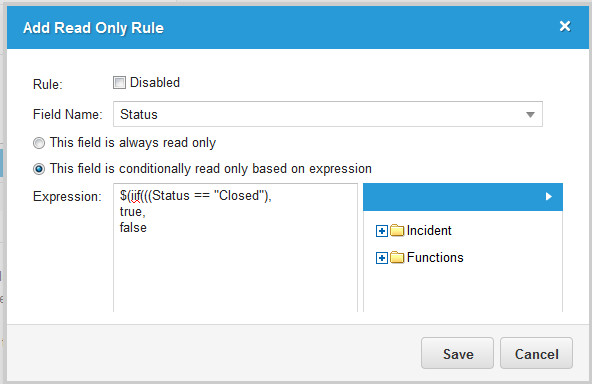 Add Read Only Rule
Rule: Disabled
Field Name: Status
This field is always read only
This field is conditionally read only based on expression
Expression: $(iif(((Status == "Closed"),
true,
false
Incident
Functions
Save Cancel